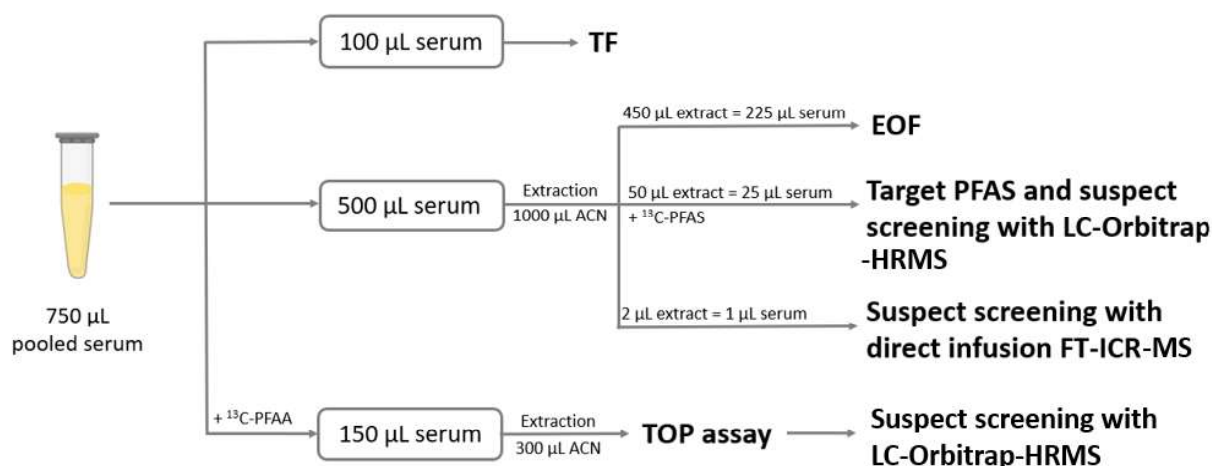 100 µL serum
TF
450 µL extract = 225 µL serum
EOF
500 µL serum
Extraction
1000 µL ACN
50 µL extract = 25 µL serum
+ ¹³C-PFAS
Target PFAS and suspect
screening with LC-Orbitrap
-HRMS
750 µL
pooled serum
2 µL extract = 1 µL serum
Suspect screening with
direct infusion FT-ICR-MS
+ ¹³C-PFAA
150 µL serum
Extraction
300 µL ACN
TOP assay
Suspect screening with
LC-Orbitrap-HRMS